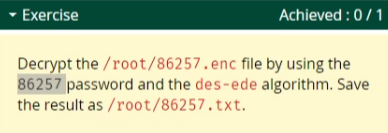 Exercise Achieved : 0 / 1
Decrypt the /root/86257.enc file by using the
86257 password and the des-ede algorithm. Save
the result as /root/86257.txt.